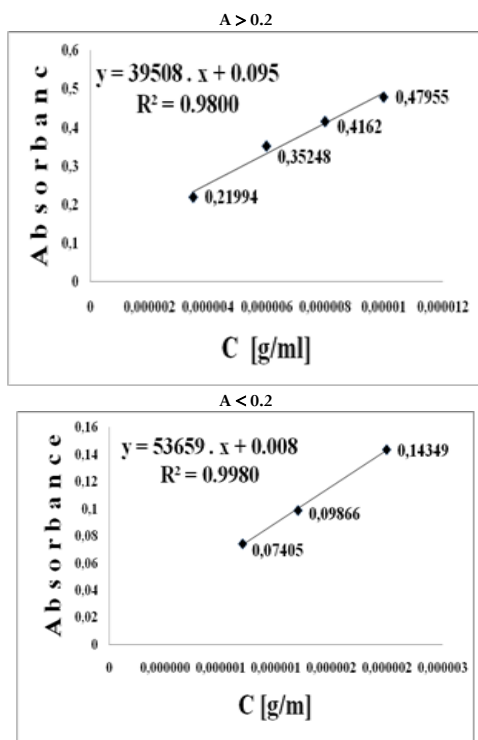 A > 0.2
0,6
0,5
0,4
0,3
0,2
0,1
0
Absorbanc
y = 39508 . x + 0.095
R² = 0.9800
0,47955
0,4162
0,35248
0,21994
0 0,000002 0,000004 0,000006 0,000008 0,00001 0,000012
C [g/ml]
A < 0.2
0,16
0,14
0,12
0,1
0,08
0,06
0,04
0,02
0
Absorbance
y = 53659 . x + 0.008
R² = 0.9980
0,14349
0,09866
0,07405
0 0,000000 0,000001 0,000001 0,000002 0,000002 0,000003
C [g/m]